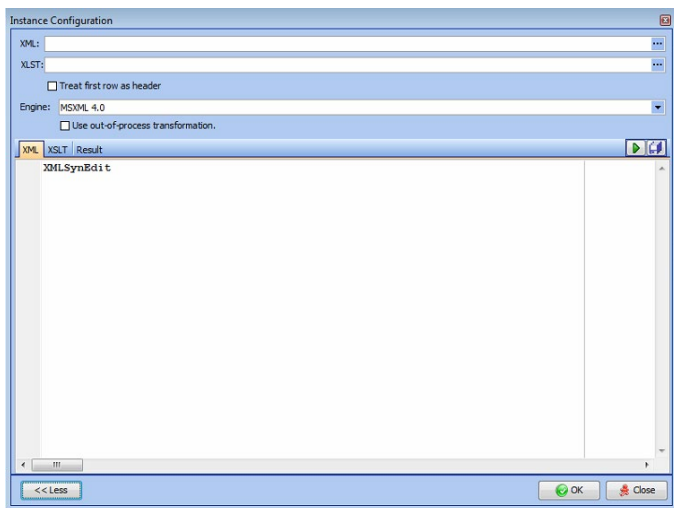 Instance Configuration
XML:
XLST:
Treat first row as header
Engine: MSXML 4.0
Use out-of-process transformation.
XML XSLT Result
XMLSynEdit
<< Less OK Close